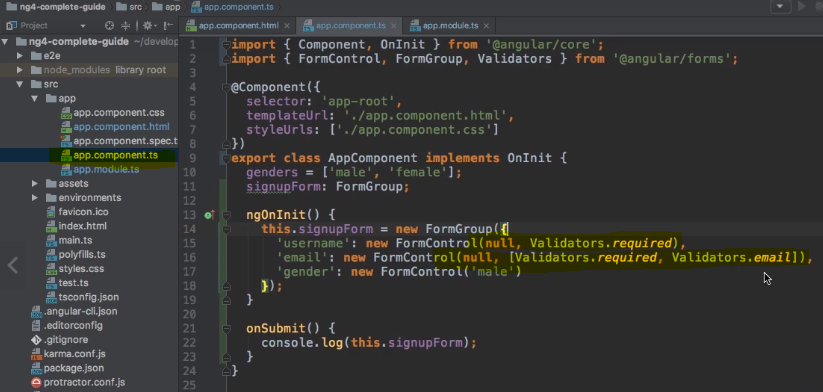 ng4-complete-guide src app app.component.ts
Project
app.component.html app.component.ts app.module.ts
ng4-complete-guide ~/develop
e2e
node_modules library root
src
app
app.component.css
app.component.html
app.component.spec.t
app.component.ts
app.module.ts
assets
environments
favicon.ico
index.html
main.ts
polyfills.ts
styles.css
test.ts
tsconfig.json
.angular-cli.json
.editorconfig
.gitignore
karma.conf.js
package.json
protractor.conf.js
1 import { Component, OnInit } from '@angular/core';
2 import { FormControl, FormGroup, Validators } from '@angular/forms';
3
4 @Component({
5 selector: 'app-root',
6 templateUrl: './app.component.html',
7 styleUrls: ['./app.component.css']
8 })
9 export class AppComponent implements OnInit {
10 genders = ['male', 'female'];
11 signupForm: FormGroup;
12
13 ngOnInit() {
14 this.signupForm = new FormGroup({
15 'username': new FormControl(null, Validators.required),
16 'email': new FormControl(null, [Validators.required, Validators.email]),
17 'gender': new FormControl('male')
18 });
19 }
20
21 onSubmit() {
22 console.log(this.signupForm);
23 }
24 }
25